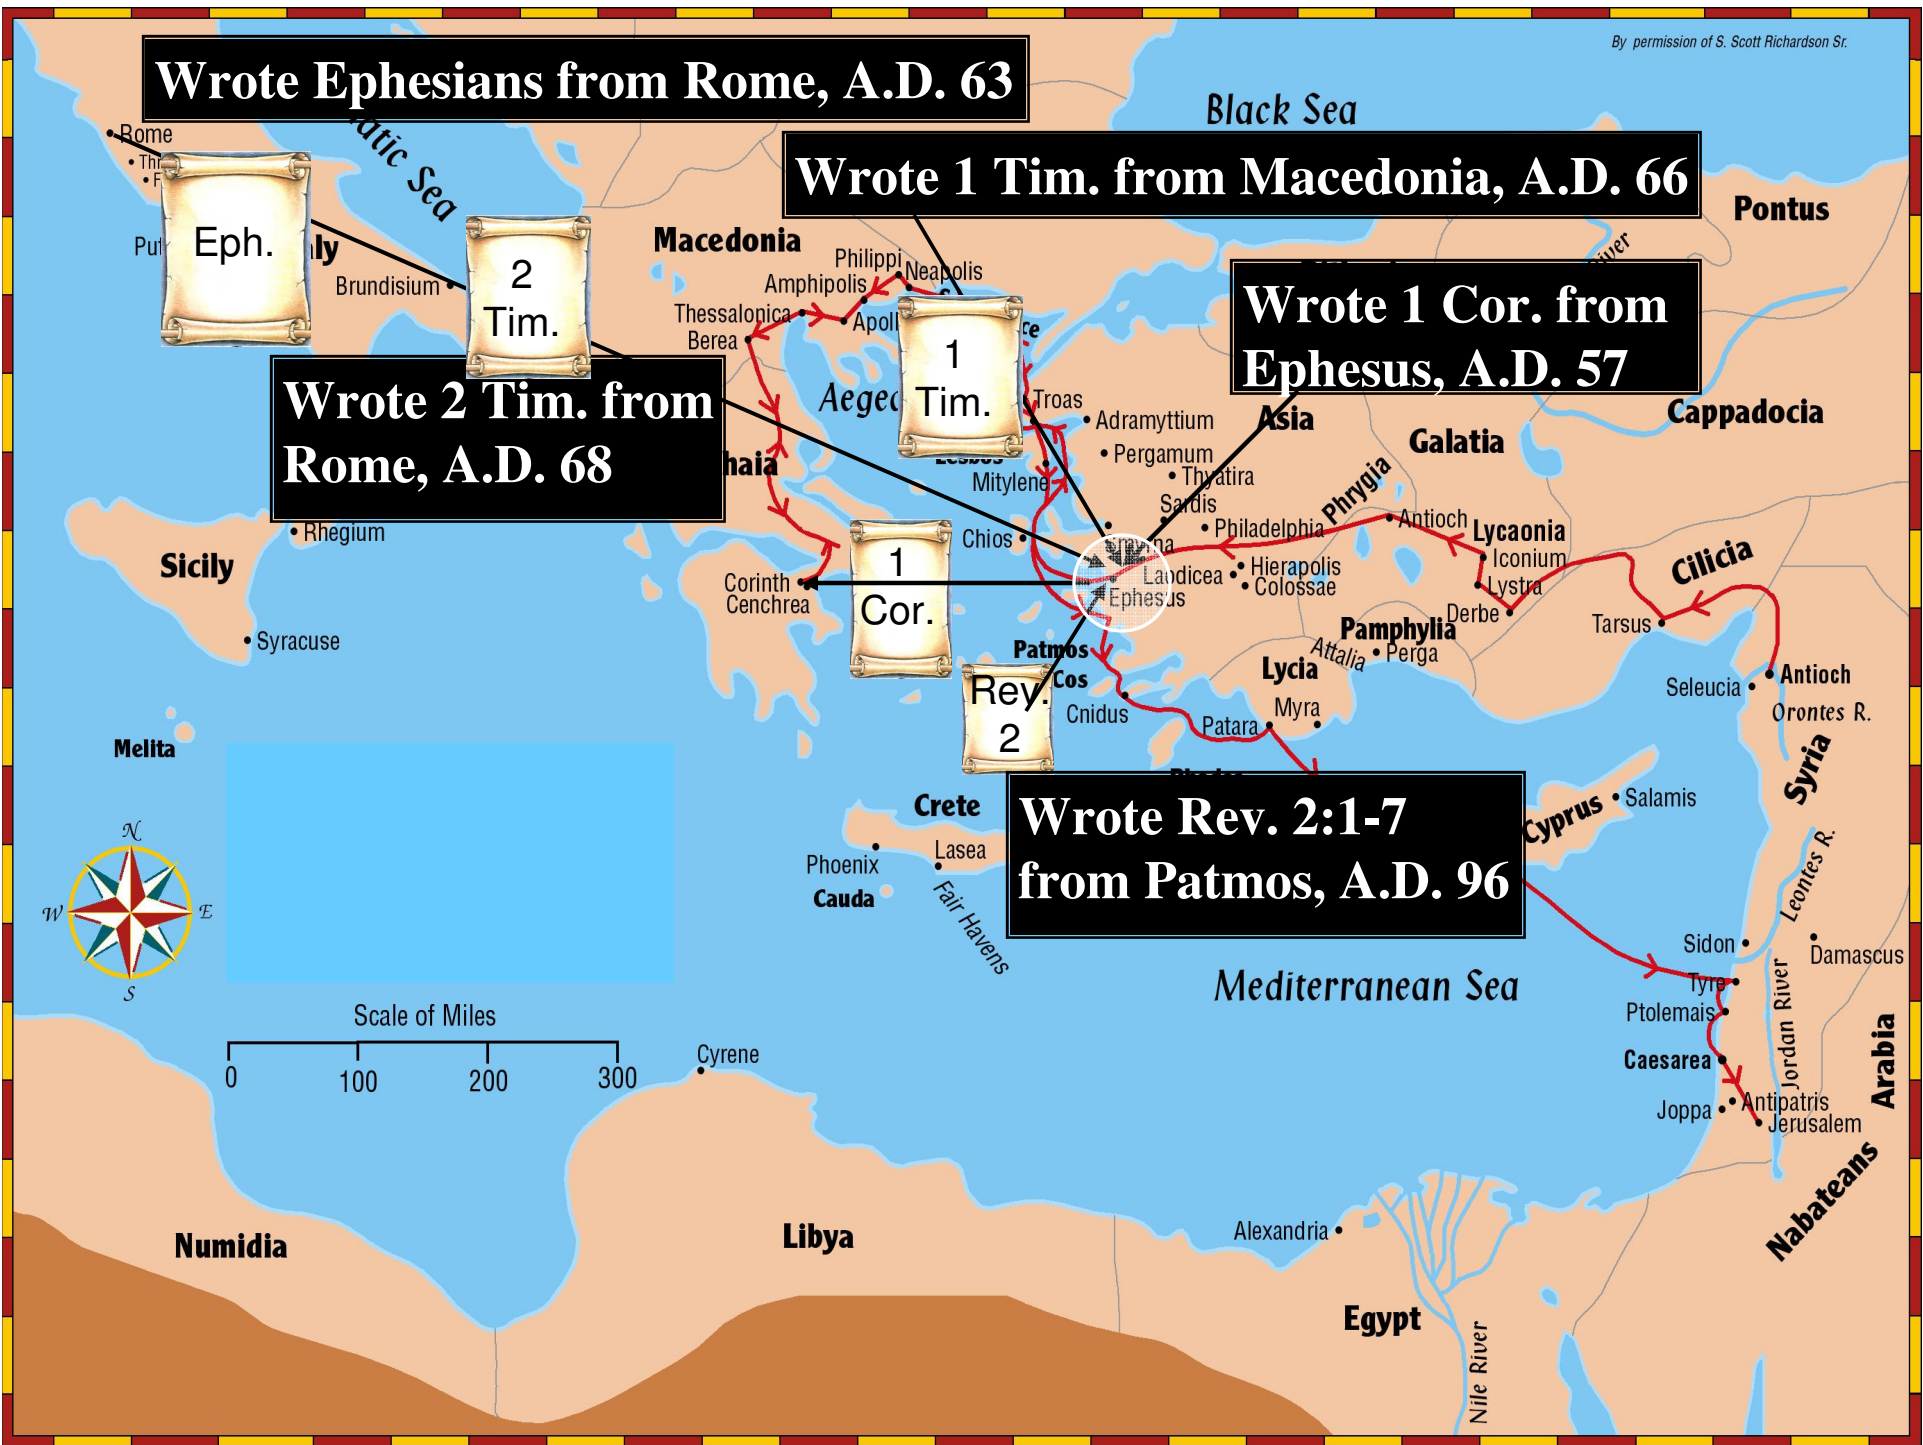 By permission of S. Scott Richardson Sr.
Wrote Ephesians from Rome, A.D. 63
Black Sea
Rome
Sea
Wrote 1 Tim. from Macedonia, A.D. 66
Pontus
Eph.
Brundisium
2
Tim.
Macedonia
Philippi
Neapolis
Amphipolis
Thessalonica
Berea
River
Wrote 1 Cor. from
Ephesus, A.D. 57
1
Tim.
Wrote 2 Tim. from
Rome, A.D. 68
Troas
Adramyttium
Asia
Galatia
Cappadocia
Pergamum
Thyatira
Mitylene
Sardis
Phrygia
Philadelphia
Antioch
Lycaonia
Iconium
Lystra
Derbe
Cilicia
Tarsus
Rhegium
Sicily
Syracuse
Chios
Smyrna
Laodicea
Hierapolis
Colossae
Ephesus
Corinth
Cenchrea
1
Cor.
Patmos
Cos
Cnidus
Rev.
2
Pamphylia
Attalia
Perga
Lycia
Myra
Patara
Seleucia
Antioch
Orontes R.
Syria
Melita
Crete
Phoenix
Lasea
Cauda
Fair Havens
Wrote Rev. 2:1-7
from Patmos, A.D. 96
Cyprus
Salamis
Leontes R.
N
W
E
S
Sidon
Damascus
Mediterranean Sea
Tyre
Ptolemais
Jordan River
Caesarea
Arabia
Joppa
Antipatris
Jerusalem
Nabateans
Scale of Miles
0 100 200 300
Cyrene
Numidia
Libya
Alexandria
Egypt
Nile River